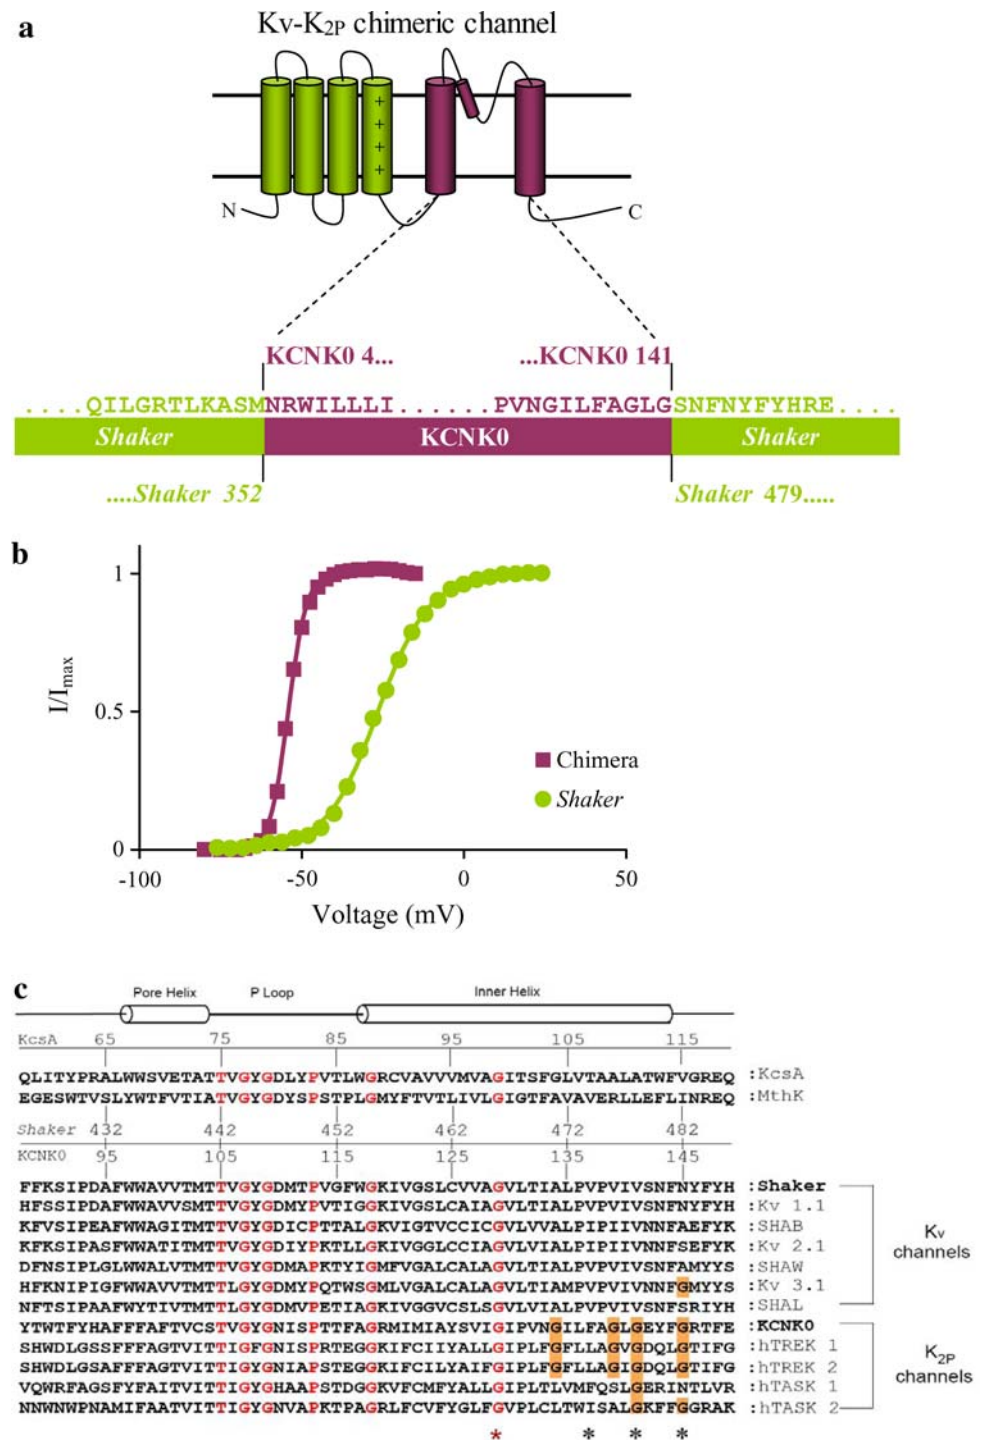 a
Kv-K2P chimeric channel
+
+
+
+
N
C
KCNK0 4... ...KCNK0 141
....QILGRTLKASMNRWILLLI......PVNGILFAGLGSNFNYFYHRE....
Shaker KCNK0 Shaker
....Shaker 352 Shaker 479.....
b
1
0.5
0
I/Imax
Chimera
Shaker
-100 -50 0 50
Voltage (mV)
c
Pore Helix P Loop Inner Helix
KcsA 65 75 85 95 105 115
QLITYPRALWWSVETATTVGYGDLYPVTLWGRCVAVVVMVAGITSFGLVTAALATWFVGREQ :KcsA
EGESWTVSLYWTFVTIATVGYGDYSPSTPLGMYFTVTLIVLGIGTFAVAVERLLEFLINREQ :MthK
Shaker 432 442 452 462 472 482
KCNK0 95 105 115 125 135 145
FFKSIPDAFWWAVVTMTTVGYGDMTPVGFWGKIVGSLCVVAGVLTIALPVPVIVSNFNYFYH :Shaker
HFSSIPDAFWWAVVSMTTVGYGDMYPVTIGGKIVGSLCAIAGVLTIALPVPVIVSNFNYFYH :Kv 1.1
KFVSIPEAFWWAGITMTTVGYGDICPTTALGKVIGTVCCICGVLVVALPIPIIVNNFAEFYK :SHAB
KFKSIPASFWWATITMTTVGYGDIYPKTLLGKIVGGLCCIAGVLVIALPIPIIVNNFSEFYK :Kv 2.1
DFNSIPLGLWWALVTMTTVGYGDMAPKTYIGMFVGALCALAGVLTIALPVPVIVSNFAMYYS :SHAW
HFKNIPIGFWWAVVTMTTLGYGDMYPQTWSGMLVGALCALAGVLTIAMPVPVIVNNFGMYYS :Kv 3.1
NFTSIPAAFWYTIVTMTTLGYGDMVPETIAGKIVGGVCSLSGVLVIALPVPVIVSNFSRIYH :SHAL
YTWTFYHAFFFAFTVCSTVGYGNISPTTFAGRMIMIAYSVIGIPVNGILFAGLGEYFGRTFE :KCNK0
SHWDLGSSFFFAGTVITTIGFGNISPRTEGGKIFCIIYALLGIPLFGFLLAGVGDQLGTIFG :hTREK 1
SHWDLGSAFFFAGTVITTIGYGNIAPSTEGGKIFCILYAIFGIPLFGFLLAGIGDQLGTIFG :hTREK 2
VQWRFAGSFYFAITVITTIGYGHAAPSTDGGKVFCMFYALLGIPLTLVMFQSLGERINTLVR :hTASK 1
NNWNWPNAMIFAATVITTIGYGNVAPKTPAGRLFCVFYGLFGVPLCLTWISALGKFFGGRAK :hTASK 2
* * * *
Kv
channels
K2P
channels